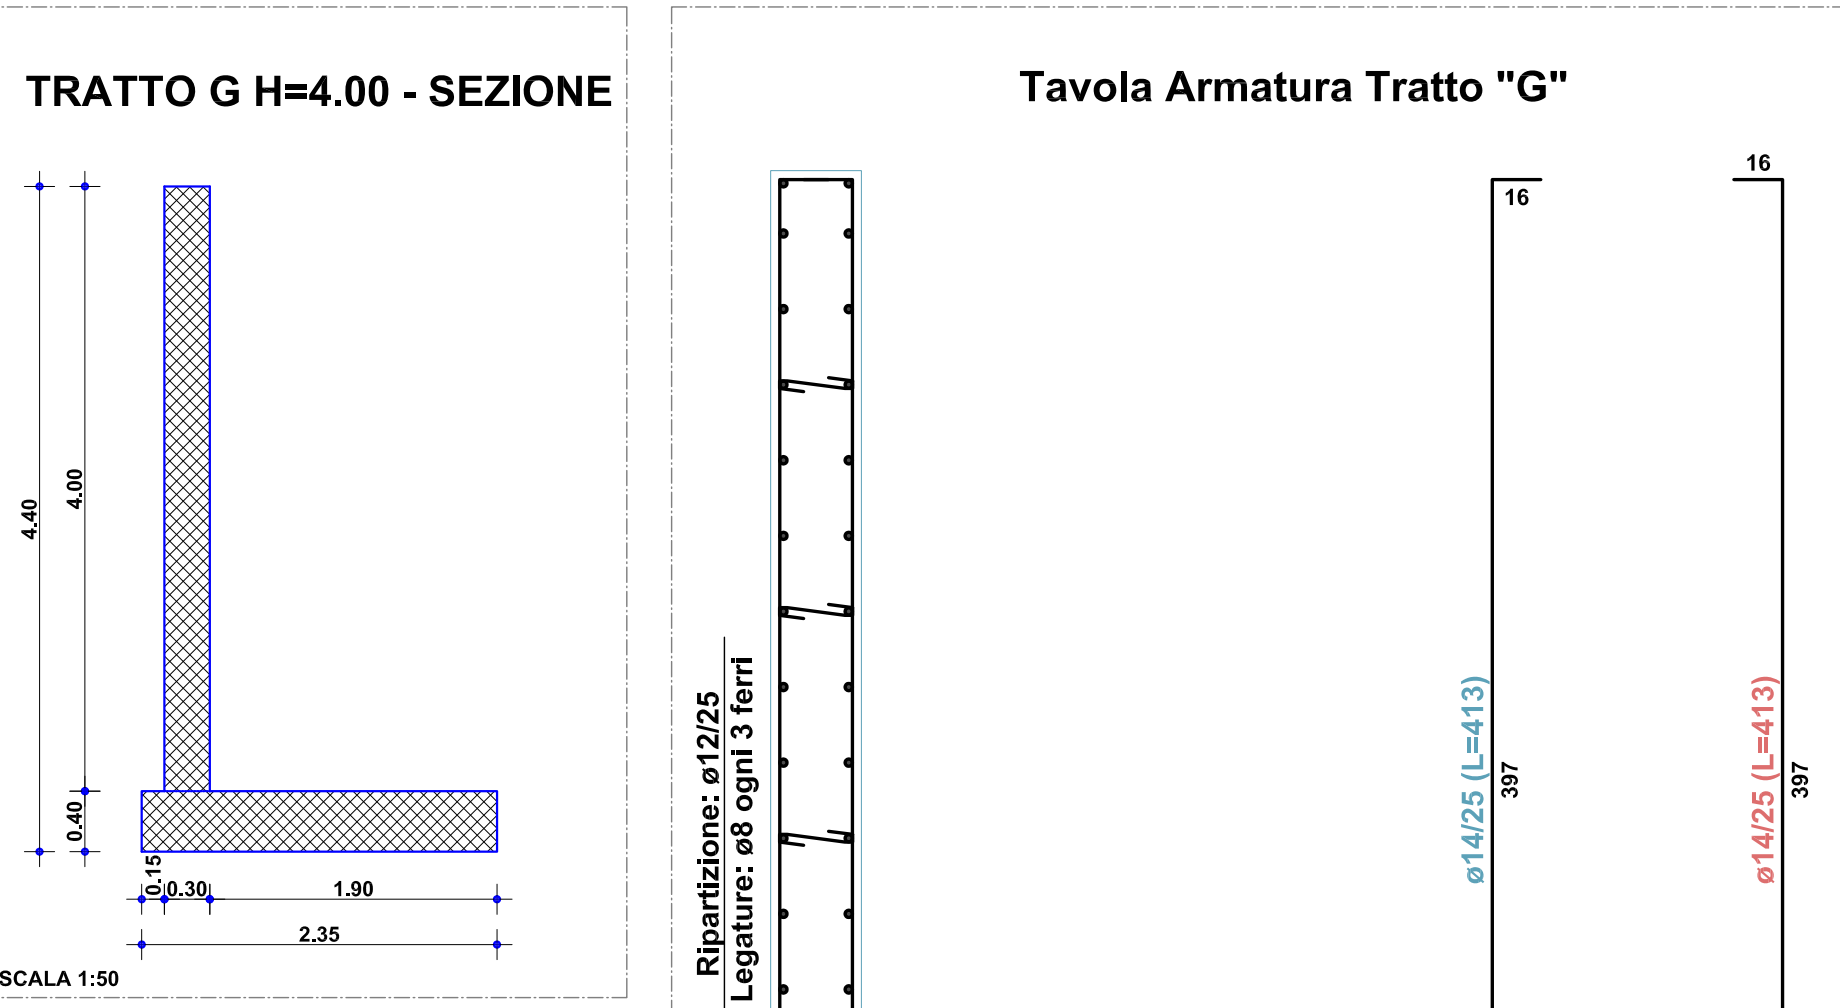 TRATTO G H=4.00 - SEZIONE
4.40
4.00
0.40
0.15
0.30
1.90
2.35
SCALA 1:50
Tavola Armatura Tratto "G"
Ripartizione: ø12/25
Legature: ø8 ogni 3 ferri
16
ø14/25 (L=413)
397
16
ø14/25 (L=413)
397